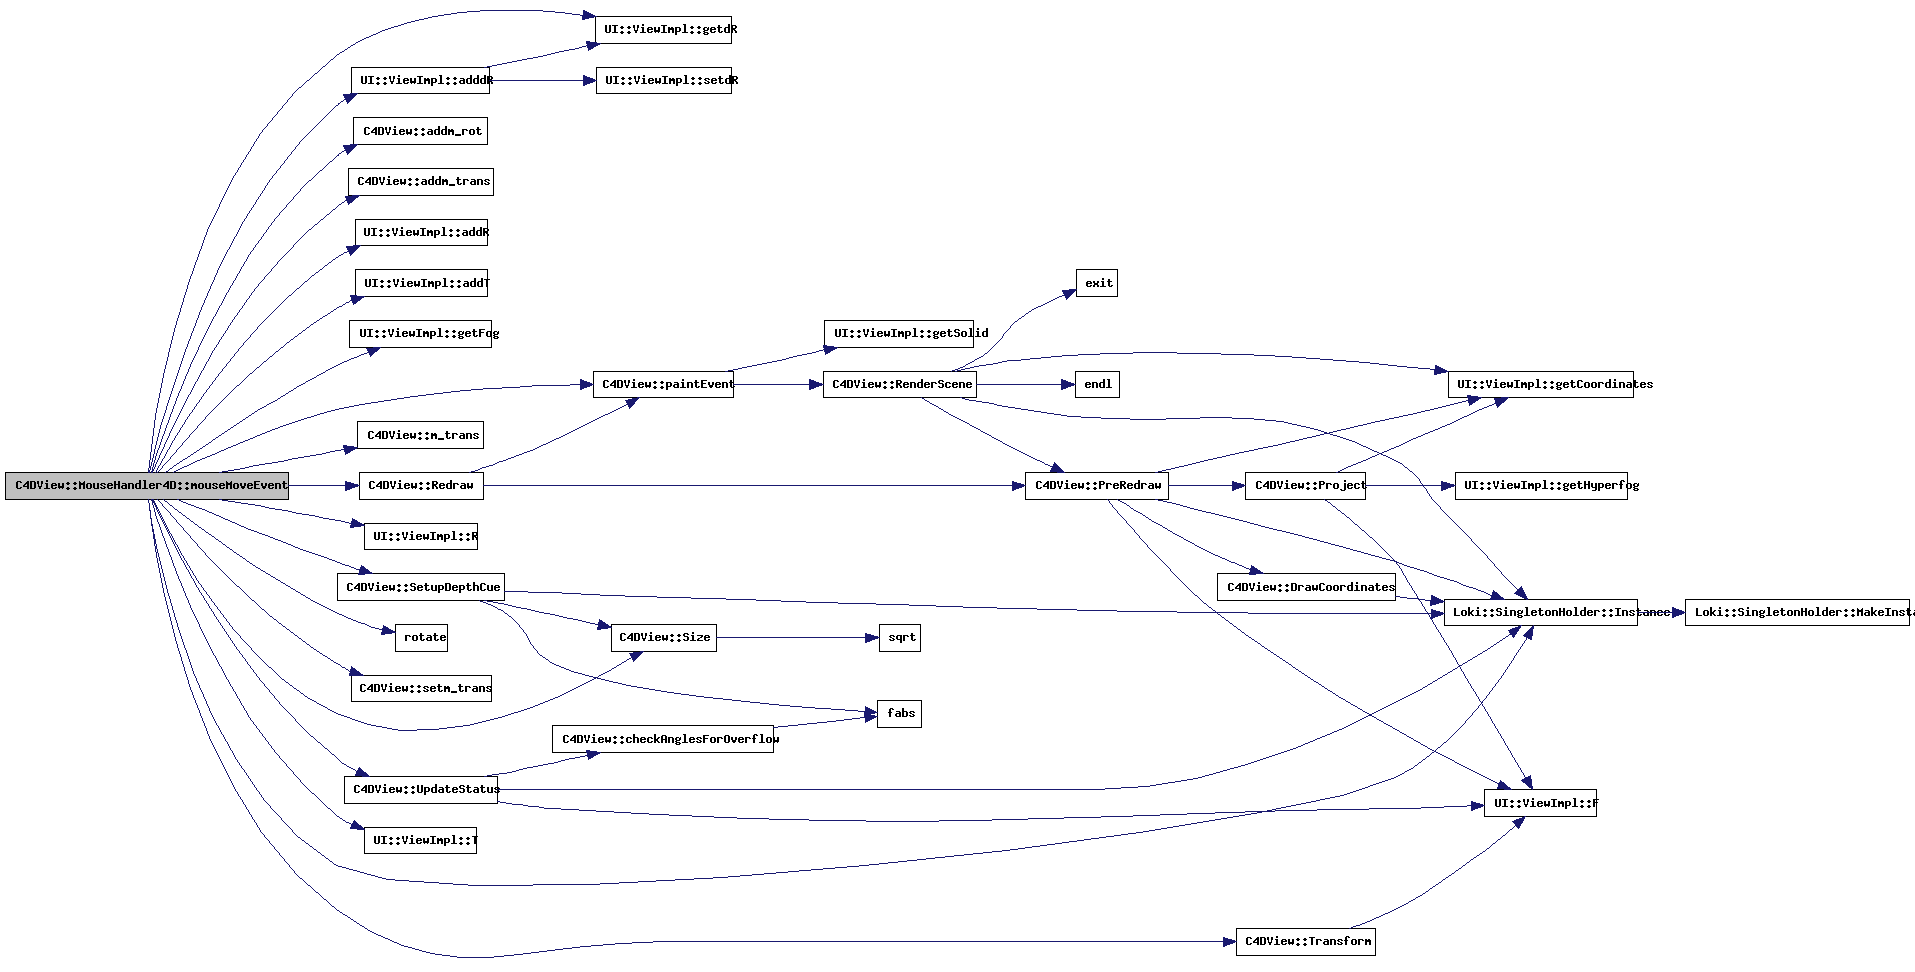 UI::ViewImpl::getdR
UI::ViewImpl::adddR
UI::ViewImpl::setdR
C4DView::addm_rot
C4DView::addm_trans
UI::ViewImpl::addR
UI::ViewImpl::addT
exit
UI::ViewImpl::getFog
UI::ViewImpl::getSolid
C4DView::paintEvent
C4DView::RenderScene
endl
UI::ViewImpl::getCoordinates
C4DView::m_trans
C4DView::MouseHandler4D::mouseMoveEvent
C4DView::Redraw
C4DView::PreRedraw
C4DView::Project
UI::ViewImpl::getHyperfog
UI::ViewImpl::R
C4DView::SetupDepthCue
C4DView::DrawCoordinates
Loki::SingletonHolder::Instance
Loki::SingletonHolder::MakeInsta
rotate
C4DView::Size
sqrt
C4DView::setm_trans
fabs
C4DView::checkAnglesForOverflow
C4DView::UpdateStatus
UI::ViewImpl::F
UI::ViewImpl::T
C4DView::Transform